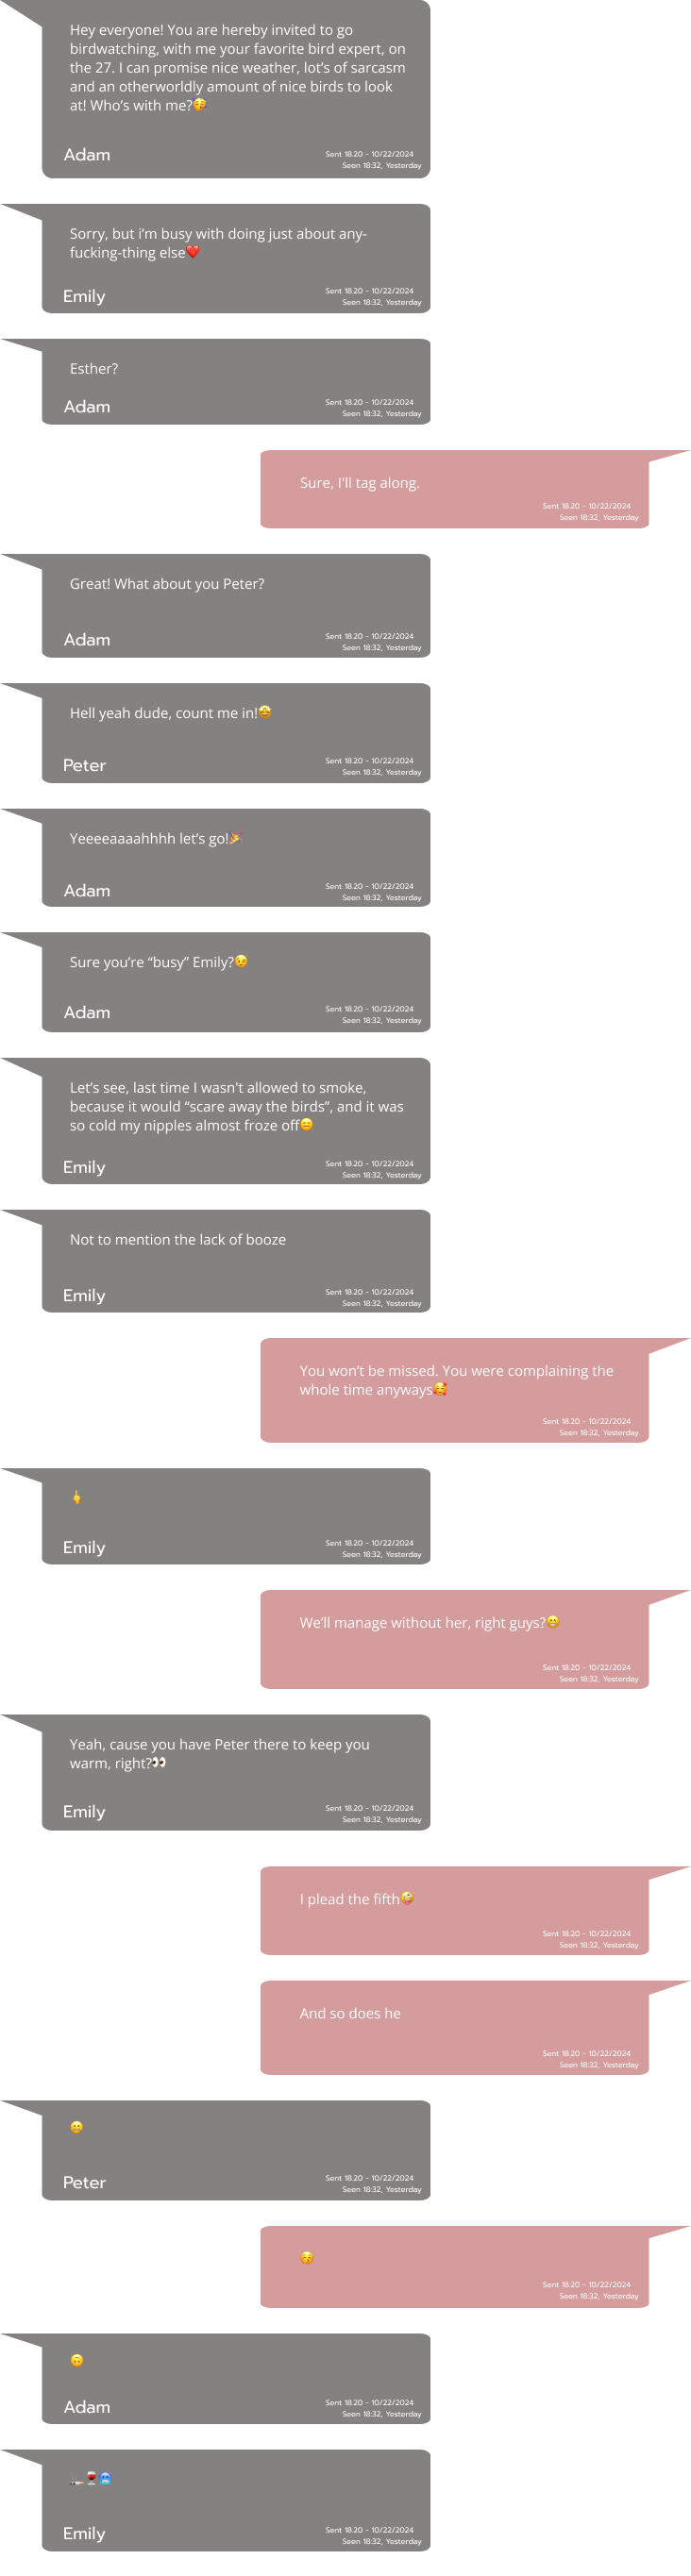 Hey everyone! You are hereby invited to go
birdwatching, with me your favorite bird expert, on
the 27. I can promise nice weather, lot’s of sarcasm
and an otherworldly amount of nice birds to look
at! Who’s with me?🥳
Adam
Sent 18.20 - 10/22/2024
Seen 18:32, Yesterday
Sorry, but i’m busy with doing just about any-
fucking-thing else❤️
Emily
Sent 18.20 - 10/22/2024
Seen 18:32, Yesterday
Esther?
Adam
Sent 18.20 - 10/22/2024
Seen 18:32, Yesterday
Sure, I'll tag along.
Sent 18.20 - 10/22/2024
Seen 18:32, Yesterday
Great! What about you Peter?
Adam
Sent 18.20 - 10/22/2024
Seen 18:32, Yesterday
Hell yeah dude, count me in!🤩
Peter
Sent 18.20 - 10/22/2024
Seen 18:32, Yesterday
Yeeeeaaaahhhh let’s go!🎉
Adam
Sent 18.20 - 10/22/2024
Seen 18:32, Yesterday
Sure you’re “busy” Emily?😉
Adam
Sent 18.20 - 10/22/2024
Seen 18:32, Yesterday
Let’s see, last time I wasn't allowed to smoke,
because it would “scare away the birds”, and it was
so cold my nipples almost froze off😑
Emily
Sent 18.20 - 10/22/2024
Seen 18:32, Yesterday
Not to mention the lack of booze
Emily
Sent 18.20 - 10/22/2024
Seen 18:32, Yesterday
You won’t be missed. You were complaining the
whole time anyways🥰
Sent 18.20 - 10/22/2024
Seen 18:32, Yesterday
🖕
Emily
Sent 18.20 - 10/22/2024
Seen 18:32, Yesterday
We’ll manage without her, right guys?😁
Sent 18.20 - 10/22/2024
Seen 18:32, Yesterday
Yeah, cause you have Peter there to keep you
warm, right?👀
Emily
Sent 18.20 - 10/22/2024
Seen 18:32, Yesterday
I plead the fifth🤪
Sent 18.20 - 10/22/2024
Seen 18:32, Yesterday
And so does he
Sent 18.20 - 10/22/2024
Seen 18:32, Yesterday
🤐
Peter
Sent 18.20 - 10/22/2024
Seen 18:32, Yesterday
😚
Sent 18.20 - 10/22/2024
Seen 18:32, Yesterday
🙃
Adam
Sent 18.20 - 10/22/2024
Seen 18:32, Yesterday
🚬🍷🥶
Emily
Sent 18.20 - 10/22/2024
Seen 18:32, Yesterday